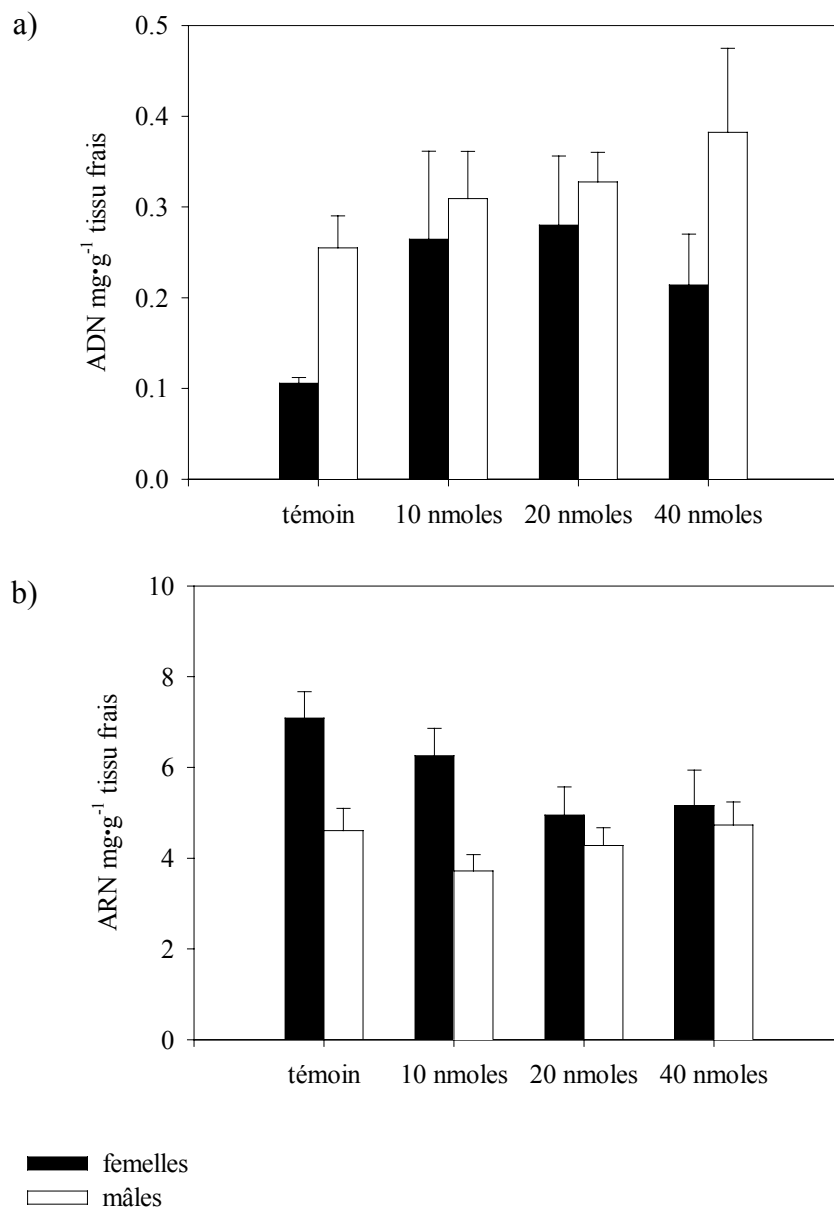 a)
0.5
0.4
0.3
0.2
0.1
0.0
ADN mg•g⁻¹ tissu frais
témoin 10 nmoles 20 nmoles 40 nmoles
b)
10
8
6
4
2
0
ARN mg•g⁻¹ tissu frais
témoin 10 nmoles 20 nmoles 40 nmoles
femelles
mâles